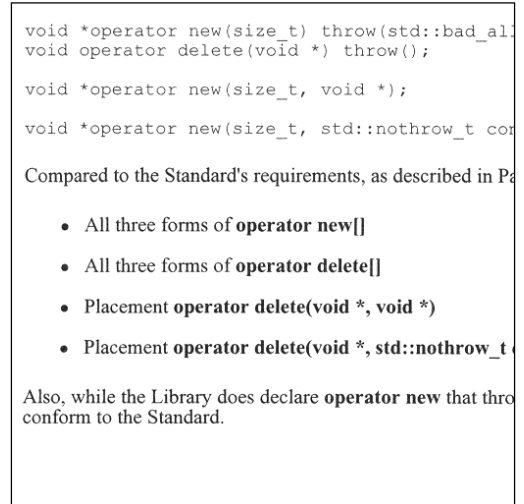 void *operator new(size_t) throw(std::bad_al
void operator delete(void *) throw();
void *operator new(size_t, void *);
void *operator new(size_t, std::nothrow_t co
Compared to the Standard's requirements, as described in
• All three forms of operator new[]
• All three forms of operator delete[]
• Placement operator delete(void *, void *)
• Placement operator delete(void *, std::nothrow_t
Also, while the Library does declare operator new that
conform to the Standard.